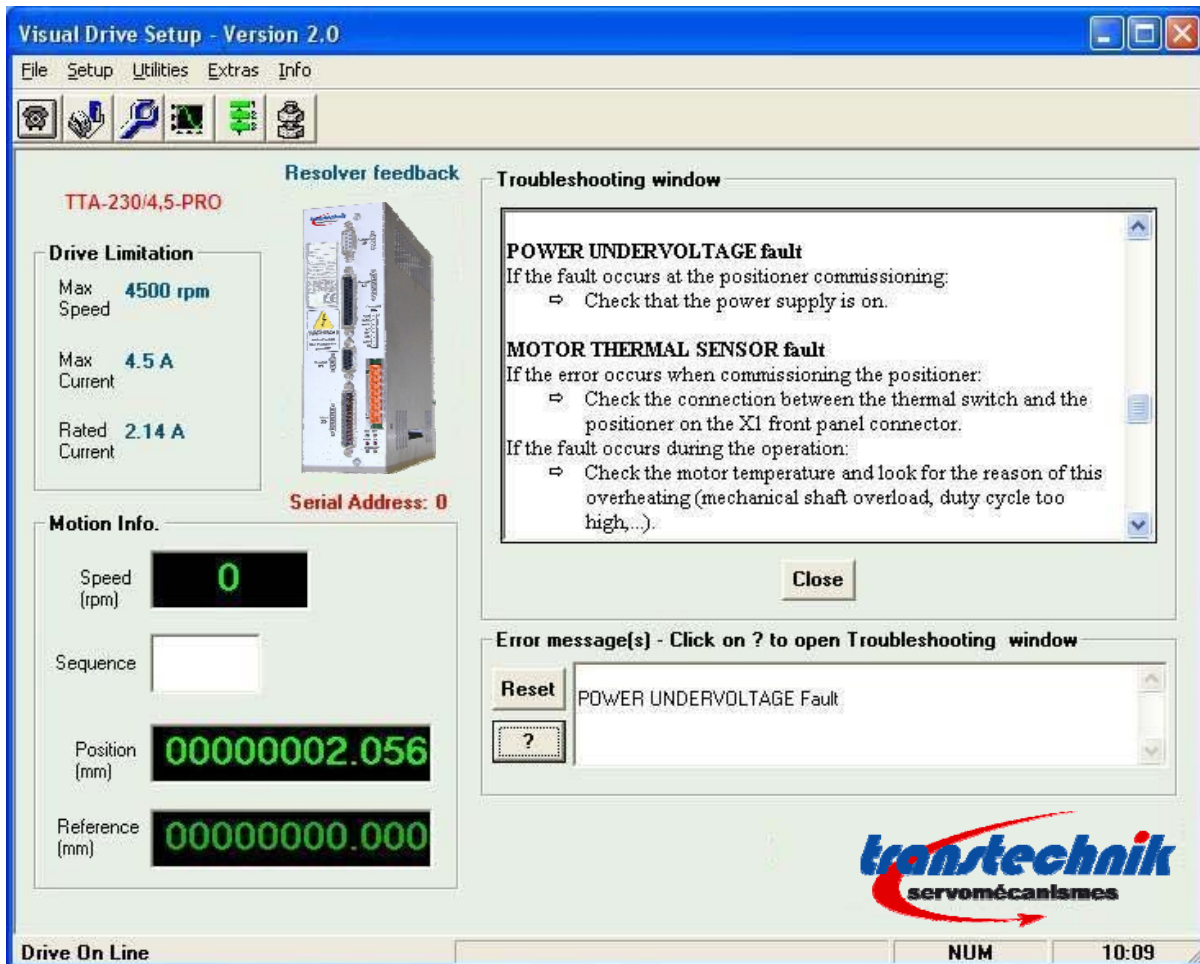 Visual Drive Setup - Version 2.0
File Setup Utilities Extras Info
TTA-230/4,5-PRO
Resolver feedback
Drive Limitation
Max Speed 4500 rpm
Max Current 4.5 A
Rated Current 2.14 A
transtechnik
Serial Address: 0
Motion Info.
Speed (rpm) 0
Sequence
Position (mm) 00000002.056
Reference (mm) 00000000.000
Troubleshooting window
POWER UNDERVOLTAGE fault
If the fault occurs at the positioner commissioning:
⇨ Check that the power supply is on.
MOTOR THERMAL SENSOR fault
If the error occurs when commissioning the positioner:
⇨ Check the connection between the thermal switch and the
positioner on the X1 front panel connector.
If the fault occurs during the operation:
⇨ Check the motor temperature and look for the reason of this
overheating (mechanical shaft overload, duty cycle too
high,...).
Close
Error message(s) - Click on ? to open Troubleshooting window
Reset
POWER UNDERVOLTAGE Fault
?
transtechnik
servomécanismes
Drive On Line
NUM
10:09